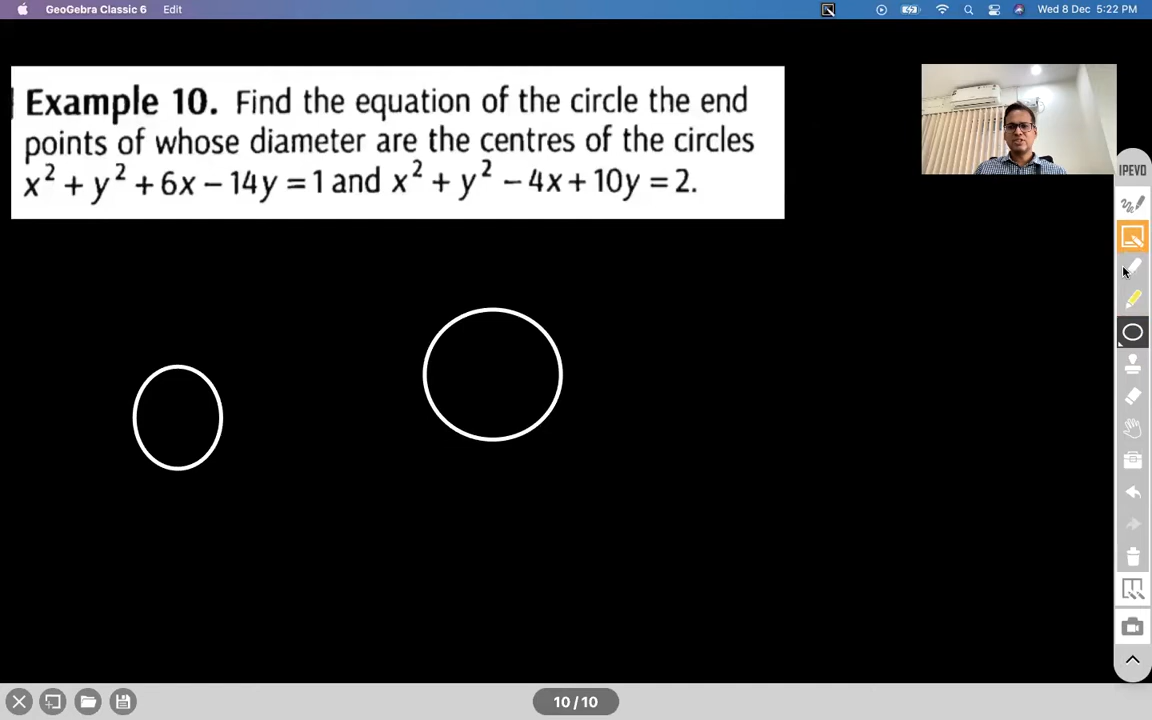 GeoGebra Classic 6 Edit Wed 8 Dec 5:22 PM
Example 10. Find the equation of the circle the end
points of whose diameter are the centres of the circles
x² + y² + 6x − 14y = 1 and x² + y² − 4x + 10y = 2.
IPEVO
10 / 10